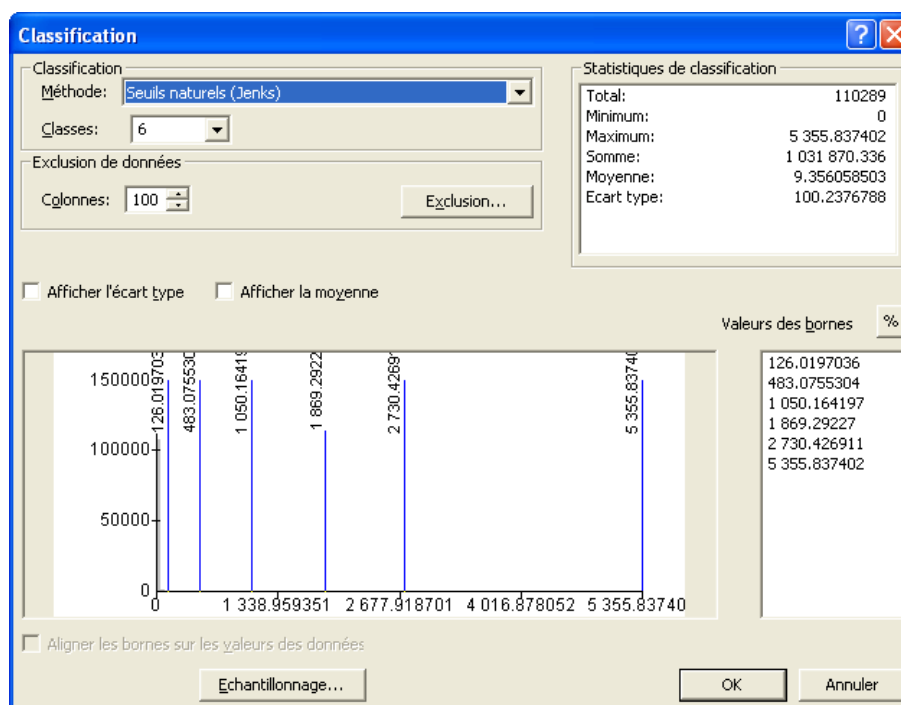 Classification
Classification
Méthode: Seuils naturels (Jenks)
Classes: 6
Exclusion de données
Colonnes: 100 Exclusion...
Statistiques de classification
Total: 110289
Minimum: 0
Maximum: 5 355.837402
Somme: 1 031 870.336
Moyenne: 9.356058503
Ecart type: 100.2376788
Afficher l'écart type Afficher la moyenne
Valeurs des bornes %
126.0197036
483.0755304
1 050.164197
1 869.29227
2 730.426911
5 355.837402
126.019703
483.075530
1 050.16419
1 869.2922
2 730.4269
5 355.83740
150000
100000
50000
0
0 1 338.959351 2 677.918701 4 016.878052 5 355.83740
Aligner les bornes sur les valeurs des données
Echantillonnage... OK Annuler